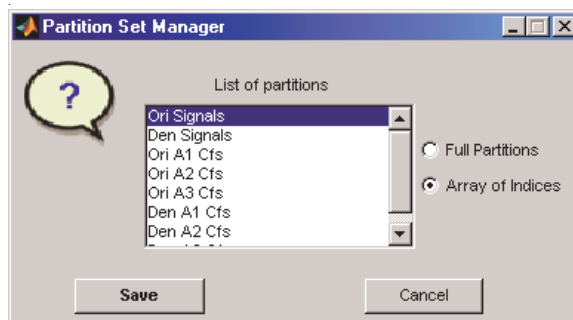 Partition Set Manager
?
List of partitions
Ori Signals
Den Signals
Ori A1 Cfs
Ori A2 Cfs
Ori A3 Cfs
Den A1 Cfs
Den A2 Cfs
Full Partitions
Array of Indices
Save
Cancel